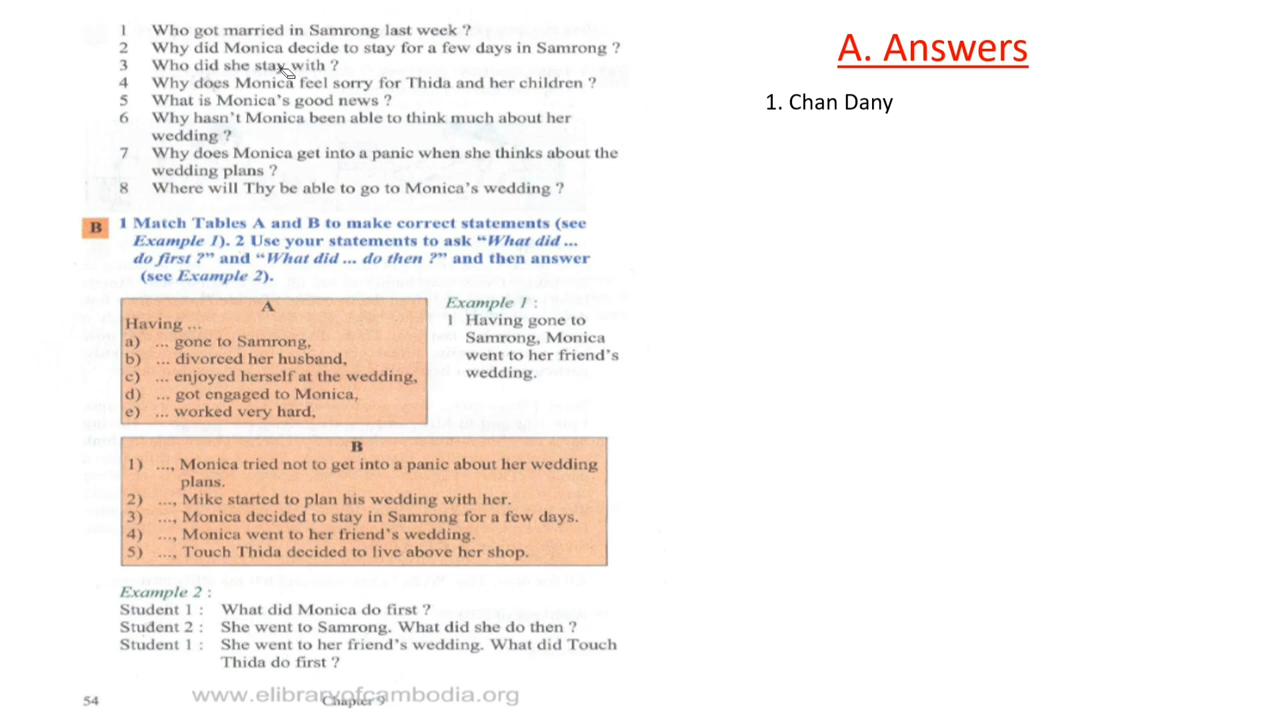 1 Who got married in Samrong last week ?
2 Why did Monica decide to stay for a few days in Samrong ?
3 Who did she stay with ?
4 Why does Monica feel sorry for Thida and her children ?
5 What is Monica's good news ?
6 Why hasn't Monica been able to think much about her
wedding ?
7 Why does Monica get into a panic when she thinks about the
wedding plans ?
8 Where will Thy be able to go to Monica's wedding ?
B 1 Match Tables A and B to make correct statements (see
Example 1). 2 Use your statements to ask "What did ...
do first ?" and "What did ... do then ?" and then answer
(see Example 2).
A
Having ...
a) ... gone to Samrong,
b) ... divorced her husband,
c) ... enjoyed herself at the wedding,
d) ... got engaged to Monica,
e) ... worked very hard,
Example 1 :
1 Having gone to
Samrong, Monica
went to her friend's
wedding.
B
1) ..., Monica tried not to get into a panic about her wedding
plans.
2) ..., Mike started to plan his wedding with her.
3) ..., Monica decided to stay in Samrong for a few days.
4) ..., Monica went to her friend's wedding.
5) ..., Touch Thida decided to live above her shop.
Example 2 :
Student 1 : What did Monica do first ?
Student 2 : She went to Samrong. What did she do then ?
Student 1 : She went to her friend's wedding. What did Touch
Thida do first ?
54
Chapter 9
www.elibraryofcambodia.org
A. Answers
1. Chan Dany